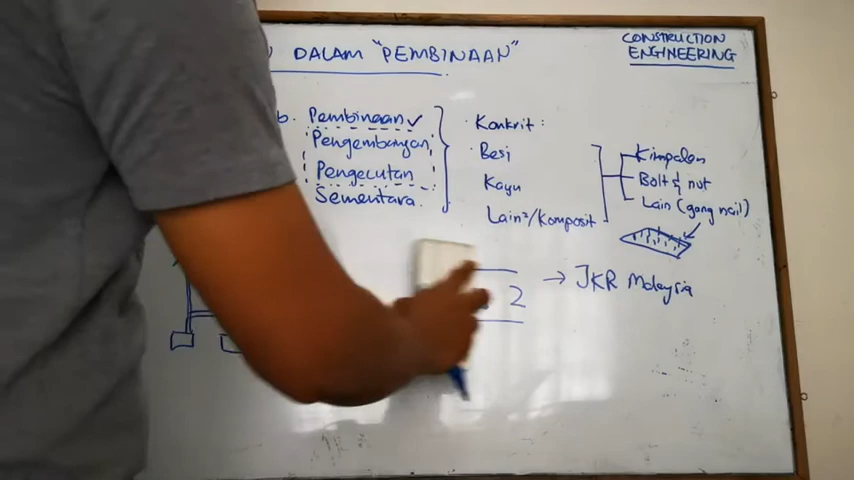 DALAM "PEMBINAAN"
CONSTRUCTION
ENGINEERING
b. Pembinaan ✓
Pengembangan
Pengecutan
Sementara.
Konkrit:
Besi
Kayu
Lain²/Komposit
Kimpalan
Bolt & nut
Lain (gang nail)
2 → JKR Malaysia